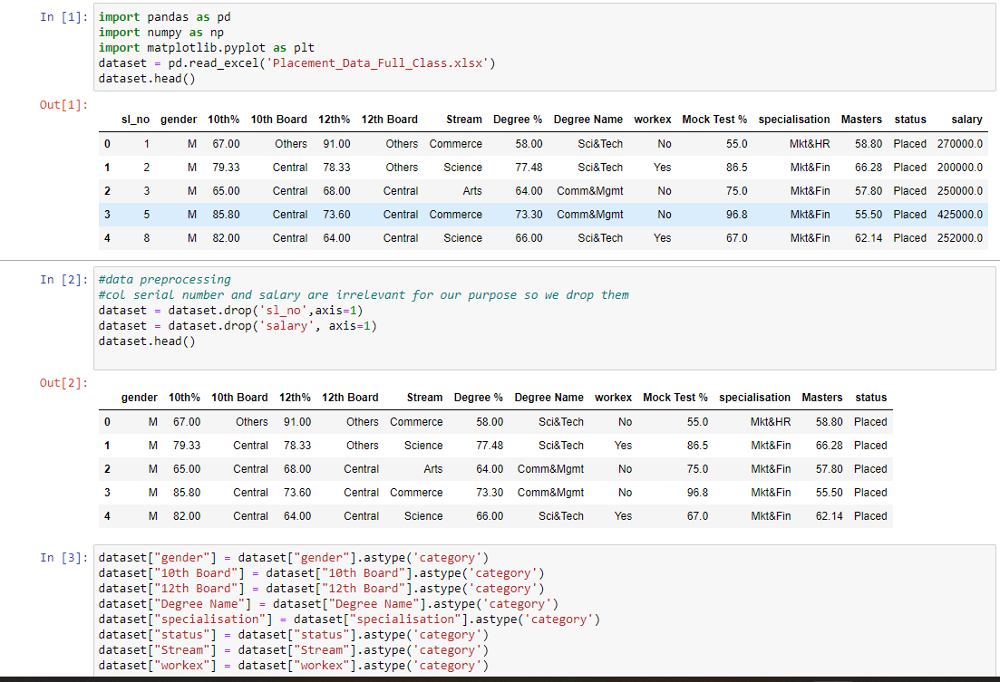 In [1]: import pandas as pd
import numpy as np
import matplotlib.pyplot as plt
dataset = pd.read_excel('Placement_Data_Full_Class.xlsx')
dataset.head()
Out[1]:
sl_no gender 10th% 10th Board 12th% 12th Board Stream Degree % Degree Name workex Mock Test % specialisation Masters status salary
0 1 M 67.00 Others 91.00 Others Commerce 58.00 Sci&Tech No 55.0 Mkt&HR 58.80 Placed 270000.0
1 2 M 79.33 Central 78.33 Others Science 77.48 Sci&Tech Yes 86.5 Mkt&Fin 66.28 Placed 200000.0
2 3 M 65.00 Central 68.00 Central Arts 64.00 Comm&Mgmt No 75.0 Mkt&Fin 57.80 Placed 250000.0
3 5 M 85.80 Central 73.60 Central Commerce 73.30 Comm&Mgmt No 96.8 Mkt&Fin 55.50 Placed 425000.0
4 8 M 82.00 Central 64.00 Central Science 66.00 Sci&Tech Yes 67.0 Mkt&Fin 62.14 Placed 252000.0
In [2]: #data preprocessing
#col serial number and salary are irrelevant for our purpose so we drop them
dataset = dataset.drop('sl_no',axis=1)
dataset = dataset.drop('salary', axis=1)
dataset.head()
Out[2]:
gender 10th% 10th Board 12th% 12th Board Stream Degree % Degree Name workex Mock Test % specialisation Masters status
0 M 67.00 Others 91.00 Others Commerce 58.00 Sci&Tech No 55.0 Mkt&HR 58.80 Placed
1 M 79.33 Central 78.33 Others Science 77.48 Sci&Tech Yes 86.5 Mkt&Fin 66.28 Placed
2 M 65.00 Central 68.00 Central Arts 64.00 Comm&Mgmt No 75.0 Mkt&Fin 57.80 Placed
3 M 85.80 Central 73.60 Central Commerce 73.30 Comm&Mgmt No 96.8 Mkt&Fin 55.50 Placed
4 M 82.00 Central 64.00 Central Science 66.00 Sci&Tech Yes 67.0 Mkt&Fin 62.14 Placed
In [3]: dataset["gender"] = dataset["gender"].astype('category')
dataset["10th Board"] = dataset["10th Board"].astype('category')
dataset["12th Board"] = dataset["12th Board"].astype('category')
dataset["Degree Name"] = dataset["Degree Name"].astype('category')
dataset["specialisation"] = dataset["specialisation"].astype('category')
dataset["status"] = dataset["status"].astype('category')
dataset["Stream"] = dataset["Stream"].astype('category')
dataset["workex"] = dataset["workex"].astype('category')